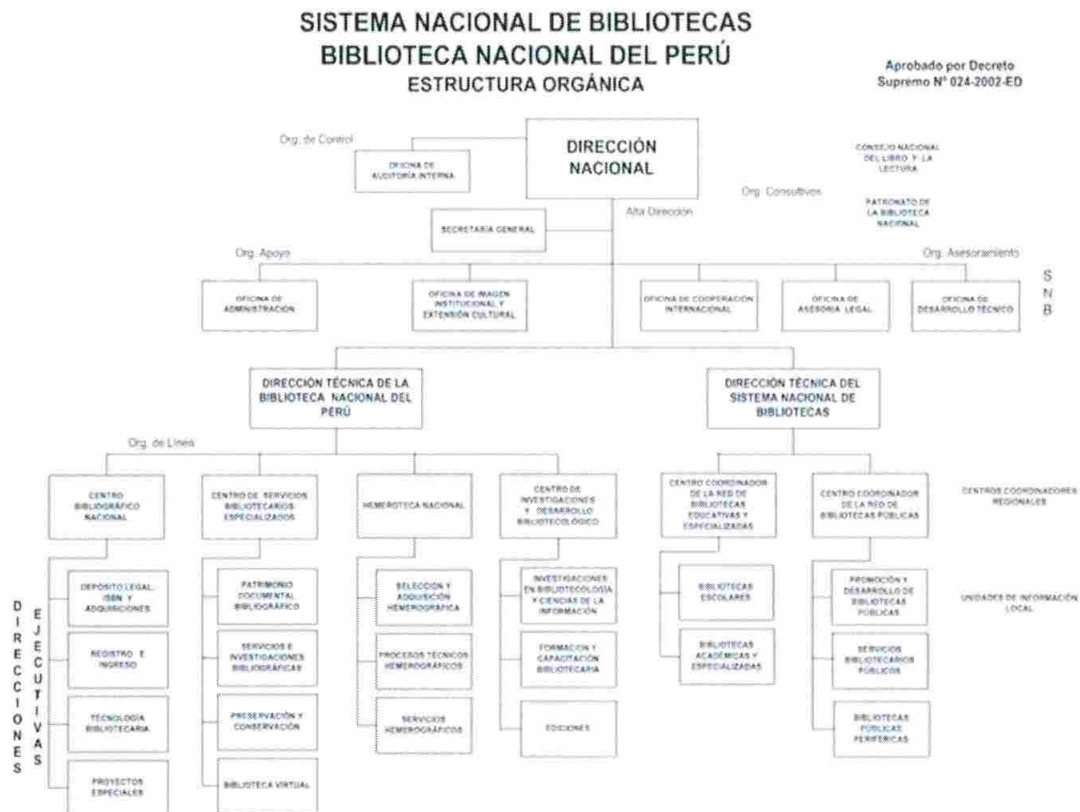 SISTEMA NACIONAL DE BIBLIOTECAS
BIBLIOTECA NACIONAL DEL PERÚ
ESTRUCTURA ORGÁNICA
Aprobado por Decreto
Supremo Nº 024-2002-ED
Org. de Control
DIRECCIÓN
NACIONAL
OFICINA DE
AUDITORÍA INTERNA
CONSEJO NACIONAL
DEL LIBRO Y LA
LECTURA
Org. Consultivos
PATRONATO DE
LA BIBLIOTECA
NACIONAL
Alta Dirección
SECRETARÍA GENERAL
Org. Apoyo
Org. Asesoramiento
S
N
B
OFICINA DE
ADMINISTRACIÓN
OFICINA DE IMAGEN
INSTITUCIONAL Y
EXTENSIÓN CULTURAL
OFICINA DE COOPERACIÓN
INTERNACIONAL
OFICINA DE
ASESORIA LEGAL
OFICINA DE
DESARROLLO TÉCNICO
DIRECCIÓN TÉCNICA DE LA
BIBLIOTECA NACIONAL DEL
PERÚ
DIRECCIÓN TÉCNICA DEL
SISTEMA NACIONAL DE
BIBLIOTECAS
Org. de Línea
CENTRO
BIBLIOGRÁFICO
NACIONAL
CENTRO DE SERVICIOS
BIBLIOTECARIOS
ESPECIALIZADOS
HEMEROTECA NACIONAL
CENTRO DE
INVESTIGACIONES
Y DESARROLLO
BIBLIOTECOLÓGICO
CENTRO COORDINADOR
DE LA RED DE
BIBLIOTECAS
EDUCATIVAS Y
ESPECIALIZADAS
CENTRO COORDINADOR
DE LA RED DE
BIBLIOTECAS PÚBLICAS
CENTROS COORDINADORES
REGIONALES
DIRECCIONES
EJECUTIVAS
DEPÓSITO LEGAL,
ISBN Y
ADQUISICIONES
REGISTRO E
INGRESO
TECNOLOGÍA
BIBLIOTECARIA
PROYECTOS
ESPECIALES
PATRIMONIO
DOCUMENTAL
BIBLIOGRÁFICO
SERVICIOS E
INVESTIGACIONES
BIBLIOGRÁFICAS
PRESERVACIÓN Y
CONSERVACIÓN
BIBLIOTECA VIRTUAL
SELECCIÓN Y
ADQUISICIÓN
HEMEROGRÁFICA
PROCESOS TÉCNICOS
HEMEROGRÁFICOS
SERVICIOS
HEMEROGRÁFICOS
INVESTIGACIONES
EN BIBLIOTECOLOGÍA
Y CIENCIAS DE LA
INFORMACIÓN
FORMACIÓN Y
CAPACITACIÓN
BIBLIOTECARIA
EDICIONES
BIBLIOTECAS
ESCOLARES
BIBLIOTECAS
ACADÉMICAS Y
ESPECIALIZADAS
PROMOCIÓN Y
DESARROLLO DE
BIBLIOTECAS
PÚBLICAS
SERVICIOS
BIBLIOTECARIOS
PÚBLICOS
BIBLIOTECAS
PÚBLICAS
PERIFÉRICAS
UNIDADES DE INFORMACIÓN
LOCAL